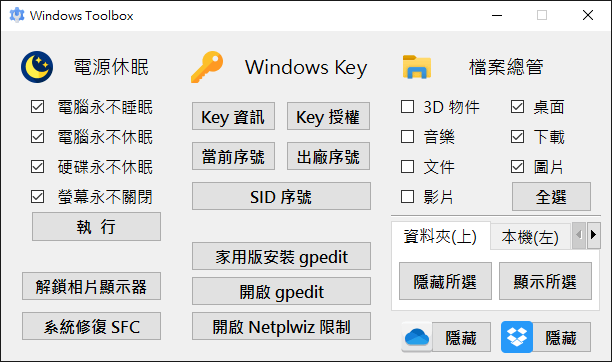 Windows Toolbox
電源休眠
電腦永不睡眠
電腦永不休眠
硬碟永不休眠
螢幕永不關閉
執 行
解鎖相片顯示器
系統修復 SFC
Windows Key
Key 資訊
Key 授權
當前序號
出廠序號
SID 序號
家用版安裝 gpedit
開啟 gpedit
開啟 Netplwiz 限制
檔案總管
3D 物件
桌面
音樂
下載
文件
圖片
影片
全選
資料夾(上)
本機(左)
隱藏所選
顯示所選
隱藏
隱藏